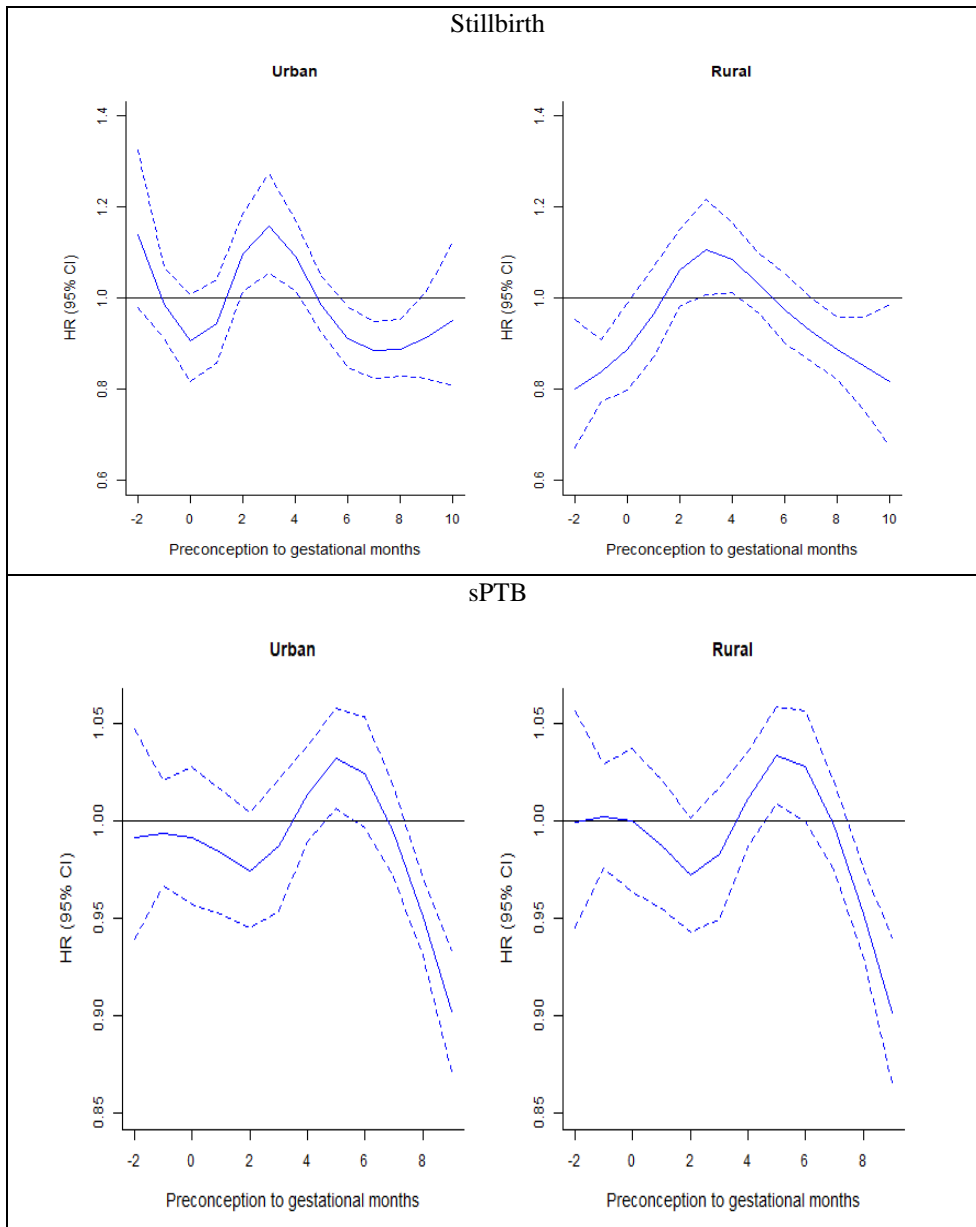 Stillbirth
Urban
HR (95% CI)
0.6 0.8 1.0 1.2 1.4
-2 0 2 4 6 8 10
Preconception to gestational months
Rural
HR (95% CI)
0.6 0.8 1.0 1.2 1.4
-2 0 2 4 6 8 10
Preconception to gestational months
sPTB
Urban
HR (95% CI)
0.85 0.90 0.95 1.00 1.05
-2 0 2 4 6 8
Preconception to gestational months
Rural
HR (95% CI)
0.85 0.90 0.95 1.00 1.05
-2 0 2 4 6 8
Preconception to gestational months